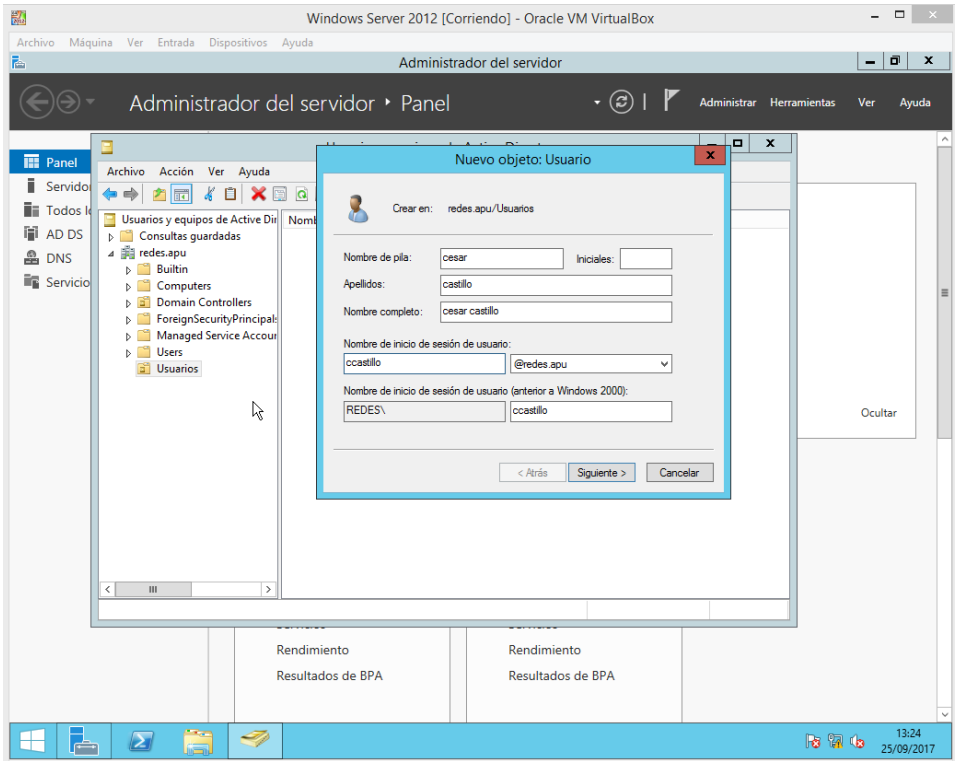 Windows Server 2012 [Corriendo] - Oracle VM VirtualBox
Archivo Máquina Ver Entrada Dispositivos Ayuda
Administrador del servidor
Administrador del servidor Panel
Administrar Herramientas Ver Ayuda
Panel
Todos
AD DS
DNS
Archivo Acción Ver Ayuda
Usuarios y equipos de Active Dir
Consultas guardadas
redes.apu
Builtin
Computers
Domain Controllers
ForeignSecurityPrincipals
Managed Service Accour
Users
Usuarios
Nuevo objeto: Usuario
Crear en: redes.apu/Usuarios
Nombre de pila: cesar Iniciales:
Apellidos: castillo
Nombre completo: cesar castillo
Nombre de inicio de sesión de usuario:
ccastillo @redes.apu
Nombre de inicio de sesión de usuario (anterior a Windows 2000):
REDES\ ccastillo
< Atrás Siguiente > Cancelar
Ocultar
Rendimiento Rendimiento
Resultados de BPA Resultados de BPA
13:24
25/09/2017